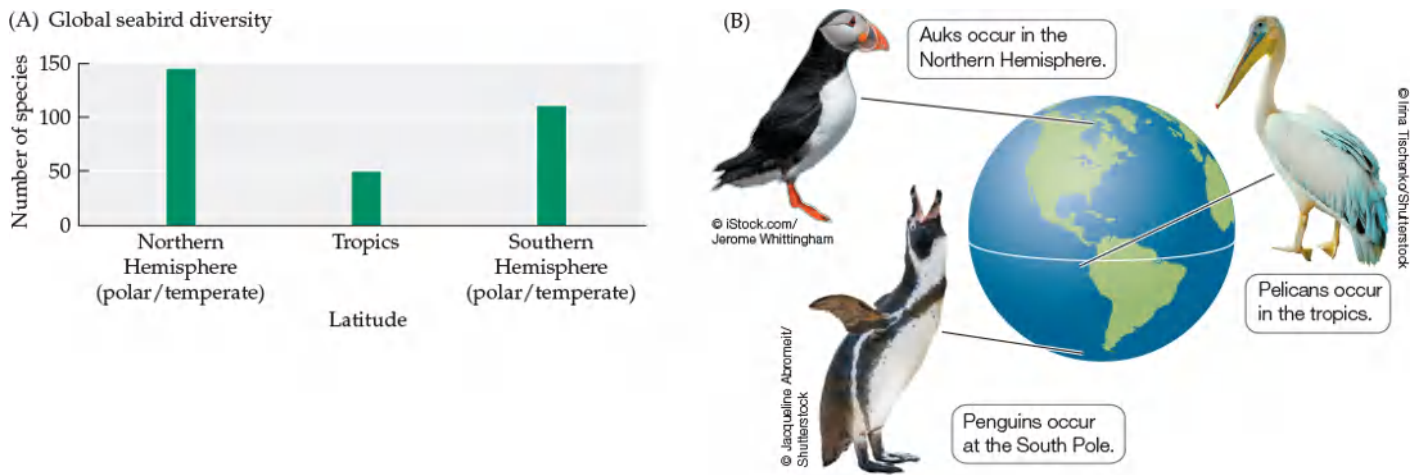 (A) Global seabird diversity
Number of species
150
100
50
0
Northern
Hemisphere
(polar/temperate)
Tropics
Southern
Hemisphere
(polar/temperate)
Latitude
(B)
Auks occur in the
Northern Hemisphere.
© iStock.com/
Jerome Whittingham
© Irina Tischenko/Shutterstock
Pelicans occur
in the tropics.
© Jacqueline Abromeit/
Shutterstock
Penguins occur
at the South Pole.